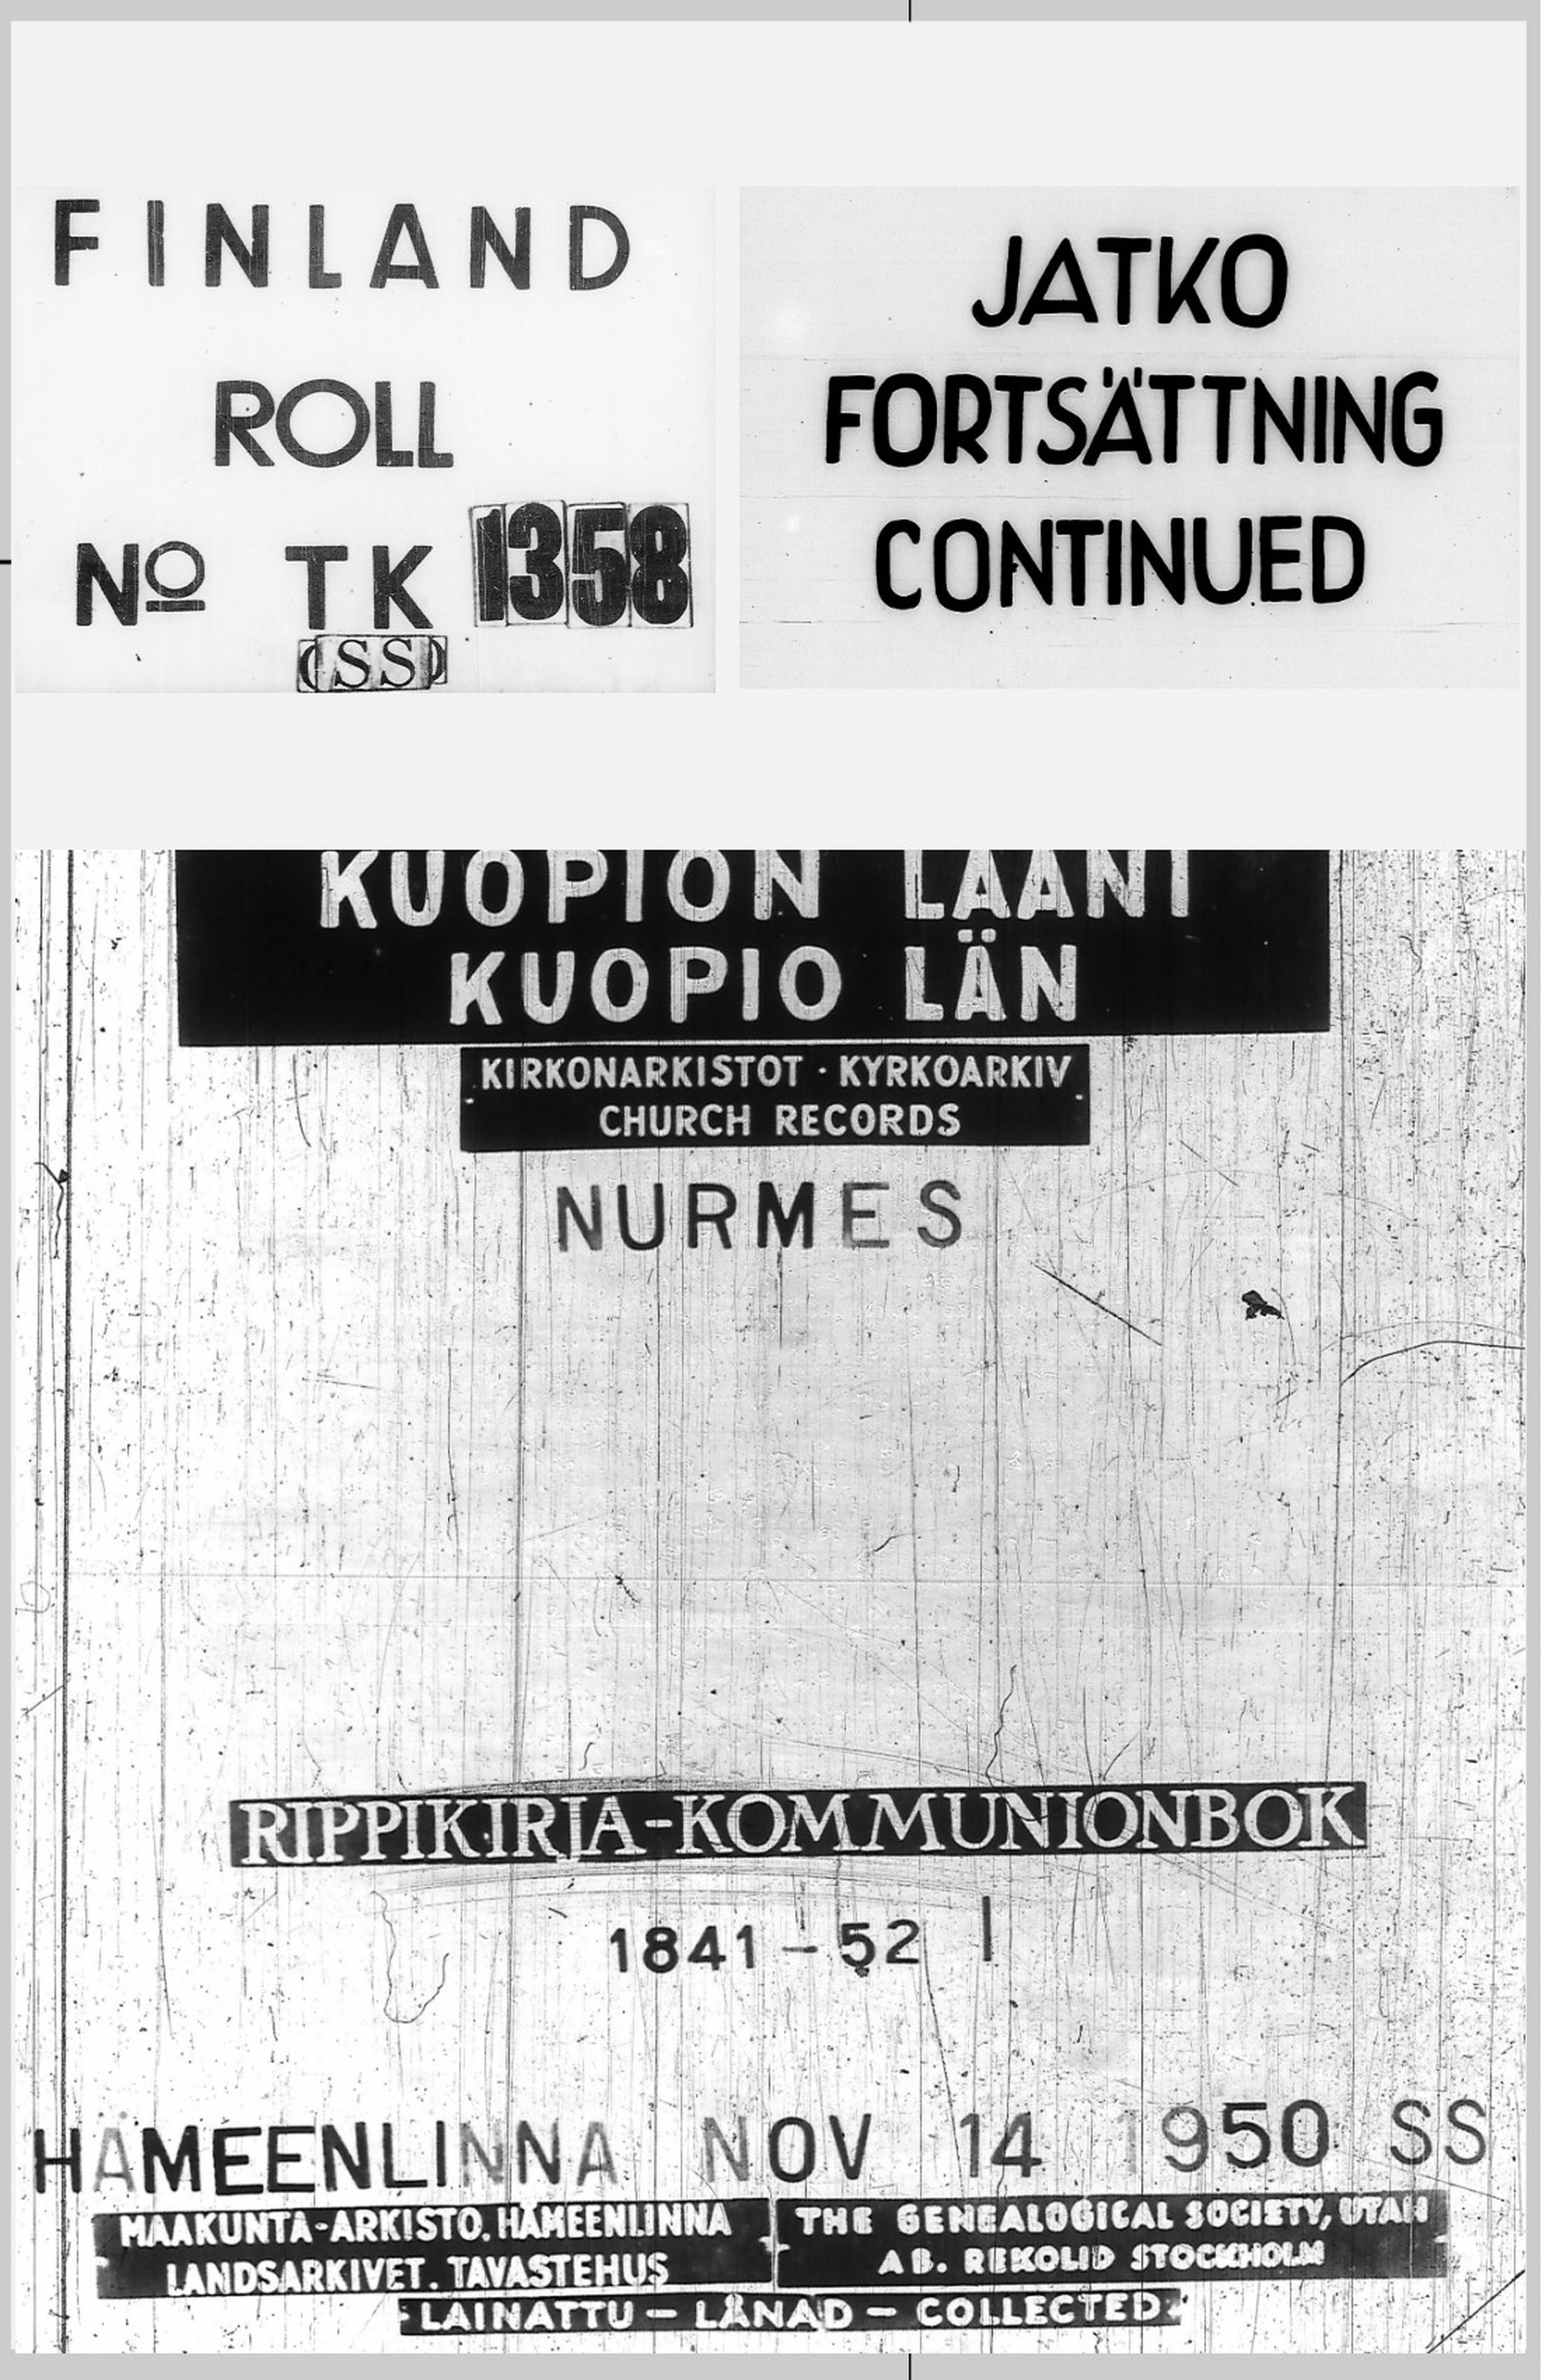 FINLAND
ROLL
No TK 1358
(SS)
JATKO
FORTSÄTTNING
CONTINUED
KUOPION LÄÄNI
KUOPIO LÄN
KIRKONARKISTOT · KYRKOARKIV
CHURCH RECORDS
NURMES
RIPPIKIRJA-KOMMUNIONBOK
1841-52 I
HÄMEENLINNA NOV 14 1950 SS
MAAKUNTA-ARKISTO. HÄMEENLINNA
LANDSARKIVET. TAVASTEHUS
THE GENEALOGICAL SOCIETY, UTAH
AB. REKOLID STOCKHOLM
LAINATTU - LÅNAD - COLLECTED